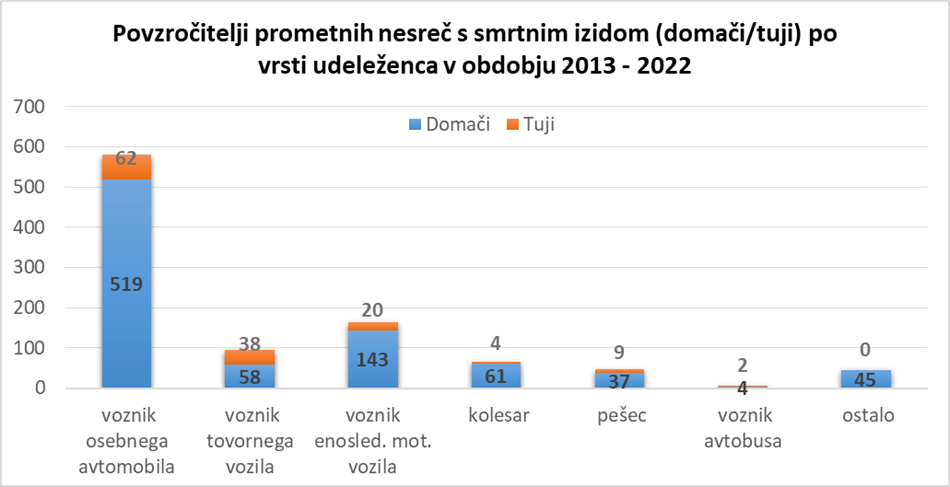 Povzročitelji prometnih nesreč s smrtnim izidom (domači/tuji) po
vrsti udeleženca v obdobju 2013 - 2022
Domači Tuji
700
600
500
400
300
200
100
0
62
519
38
58
20
143
4
61
9
37
2
4
0
45
voznik
osebnega
avtomobila
voznik
tovornega
vozila
voznik
enosled. mot.
vozila
kolesar
pešec
voznik
avtobusa
ostalo